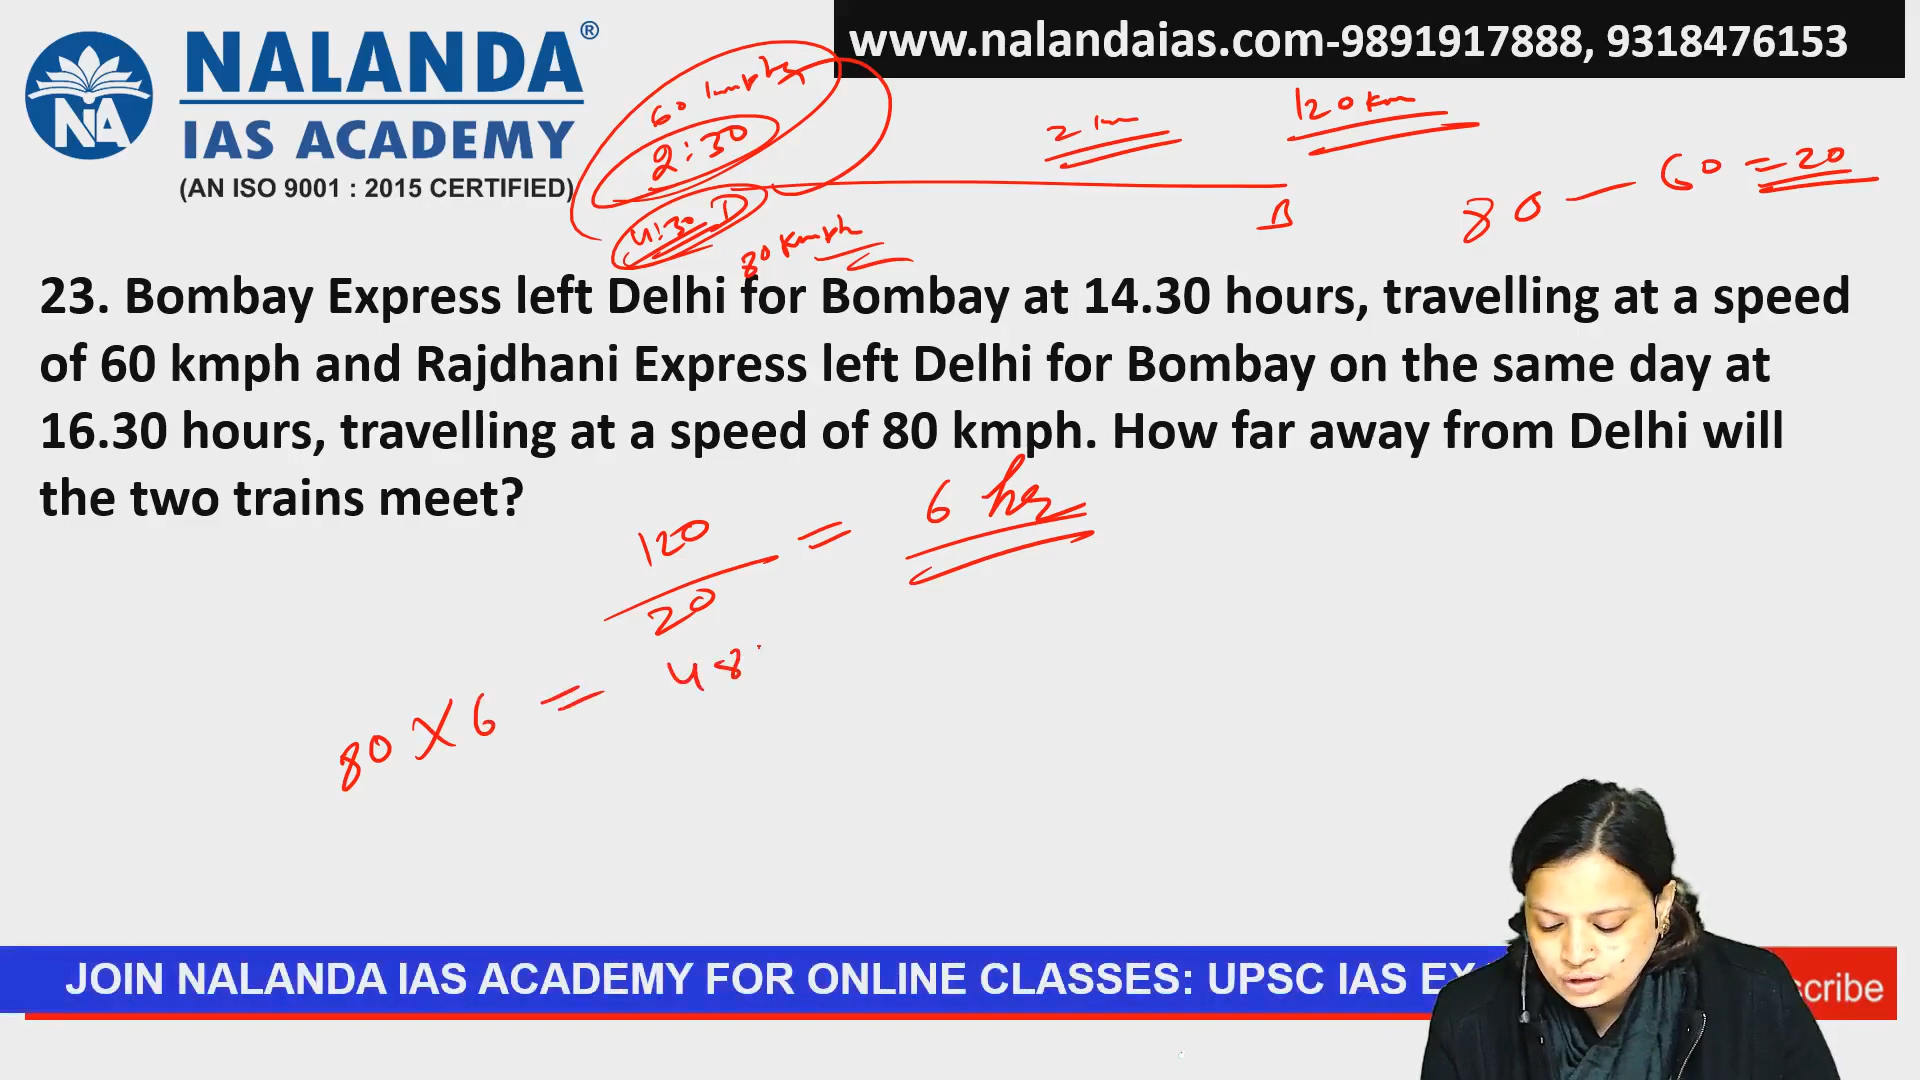 NALANDA®
IAS ACADEMY
(AN ISO 9001 : 2015 CERTIFIED)
www.nalandaias.com-9891917888, 9318476153
60 kmph
2:30
4:30 D
80 kmph
B
120 km
80 - 60 = 20
23. Bombay Express left Delhi for Bombay at 14.30 hours, travelling at a speed
of 60 kmph and Rajdhani Express left Delhi for Bombay on the same day at
16.30 hours, travelling at a speed of 80 kmph. How far away from Delhi will
the two trains meet?
120
20
= 6 hr
80 X 6 = 48
JOIN NALANDA IAS ACADEMY FOR ONLINE CLASSES: UPSC IAS EX
scribe